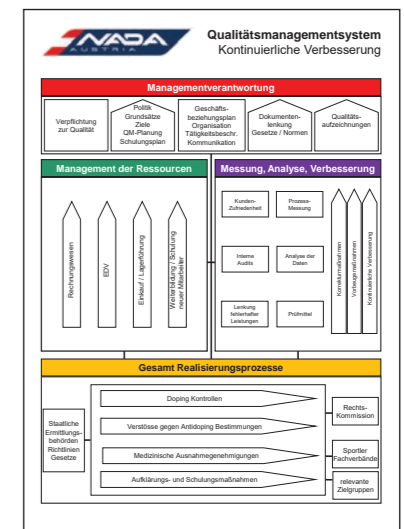 NADA
AUSTRIA
Qualitätsmanagementsystem
Kontinuierliche Verbesserung
Managementverantwortung
Verpflichtung
zur Qualität
Politik
Grundsätze
Ziele
QM-Planung
Schulungsplan
Geschäfts-
beziehungsplan
Organisation
Tätigkeitsbeschr.
Kommunikation
Dokumenten-
lenkung
Gesetze / Normen
Qualitäts-
aufzeichnungen
Management der Ressourcen
Rechnungswesen
EDV
Einkauf / Lagerführung
Weiterbildung / Schulung
neuer Mitarbeiter
Messung, Analyse, Verbesserung
Kunden-
Zufriedenheit
Prozess-
Messung
Interne
Audits
Analyse der
Daten
Lenkung
fehlerhafter
Leistungen
Prüfmittel
Korrekturmaßnahmen
Vorbeugemaßnahmen
Kontinuierliche Verbesserung
Gesamt Realisierungsprozesse
Staatliche
Ermittlungs-
behörden
Richtlinien
Gesetze
Doping Kontrollen
Verstösse gegen Antidoping Bestimmungen
Medizinische Ausnahmegenehmigungen
Aufklärungs- und Schulungsmaßnahmen
Rechts-
Kommission
Sportler
Fachverbände
relevante
Zielgruppen